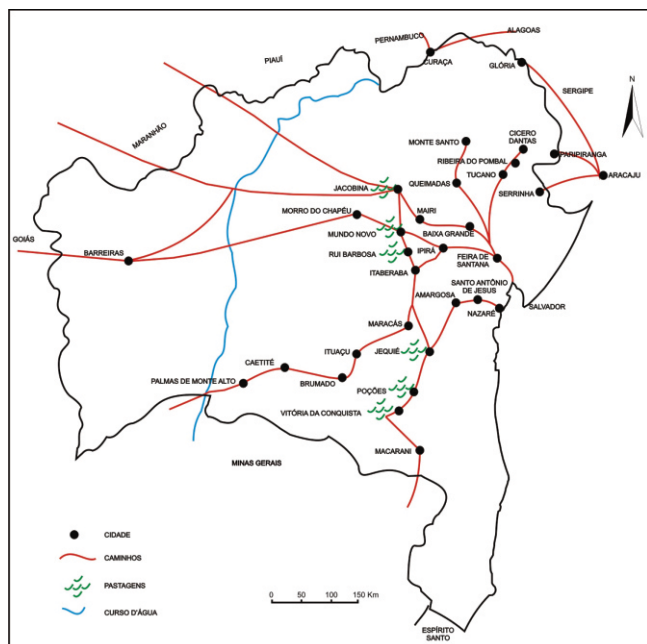 ALAGOAS
PERNAMBUCO
CURAÇA
PIAUÍ
GLÓRIA
SERGIPE
N
MARANHÃO
MONTE SANTO
CICERO
DANTAS
RIBEIRA DO POMBAL
PARIPIRANGA
TUCANO
ARACAJU
QUEIMADAS
JACOBINA
SERRINHA
MORRO DO CHAPÉU
MAIRI
MUNDO NOVO
BAIXA GRANDE
GOIÁS
BARREIRAS
RUI BARBOSA
IPIRÁ
FEIRA DE
SANTANA
ITABERABA
SANTO ANTÔNIO
DE JESUS
AMARGOSA
NAZARÉ
SALVADOR
MARACÁS
ITUAÇU
JEQUIÉ
CAETITÉ
PALMAS DE MONTE ALTO
BRUMADO
POÇÕES
VITÓRIA DA CONQUISTA
MACARANI
MINAS GERAIS
CIDADE
CAMINHOS
PASTAGENS
CURSO D'ÁGUA
0 50 100 150 Km
ESPÍRITO
SANTO